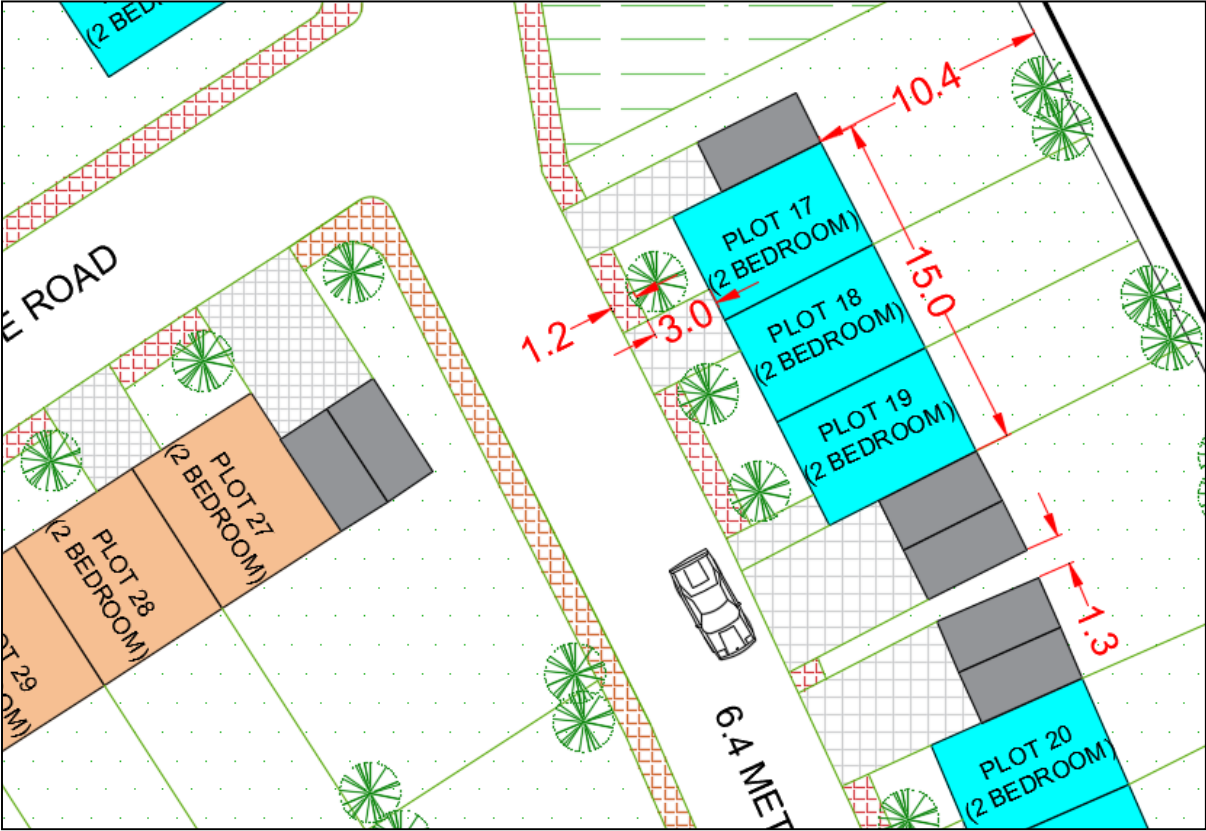 (2 BED
10.4
PLOT 17
(2 BEDROOM)
E ROAD
15.0
PLOT 18
(2 BEDROOM)
1.2
3.0
PLOT 19
(2 BEDROOM)
PLOT 27
(2 BEDROOM)
PLOT 28
(2 BEDROOM)
1.3
OT 29
OM)
6.4 MET
PLOT 20
(2 BEDROOM)